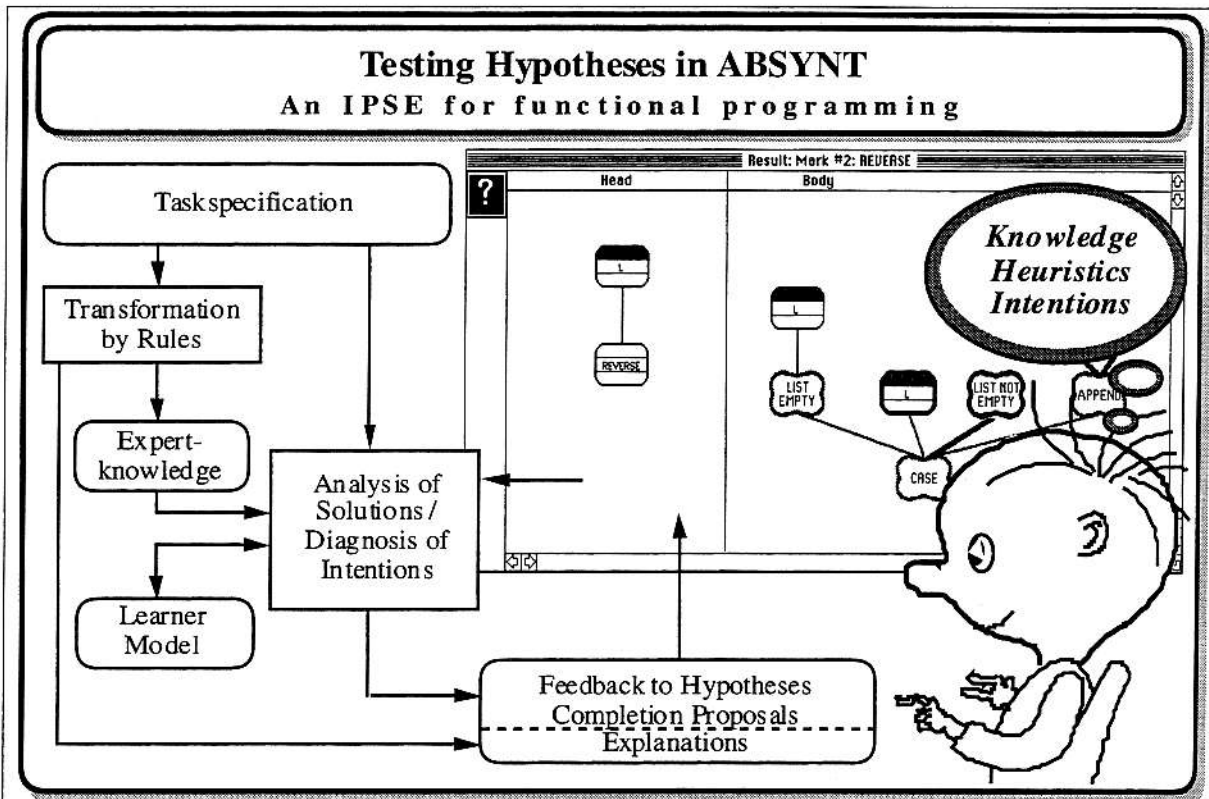 Testing Hypotheses in ABSYNT
An IPSE for functional programming
Taskspecification
Transformation
by Rules
Expert-
knowledge
Learner
Model
Analysis of
Solutions /
Diagnosis of
Intentions
Result: Mark #2: REVERSE
?
Head
Body
L
REVERSE
L
LIST
EMPTY
L
LIST NOT
EMPTY
APPEND
CASE
Knowledge
Heuristics
Intentions
Feedback to Hypotheses
Completion Proposals
Explanations